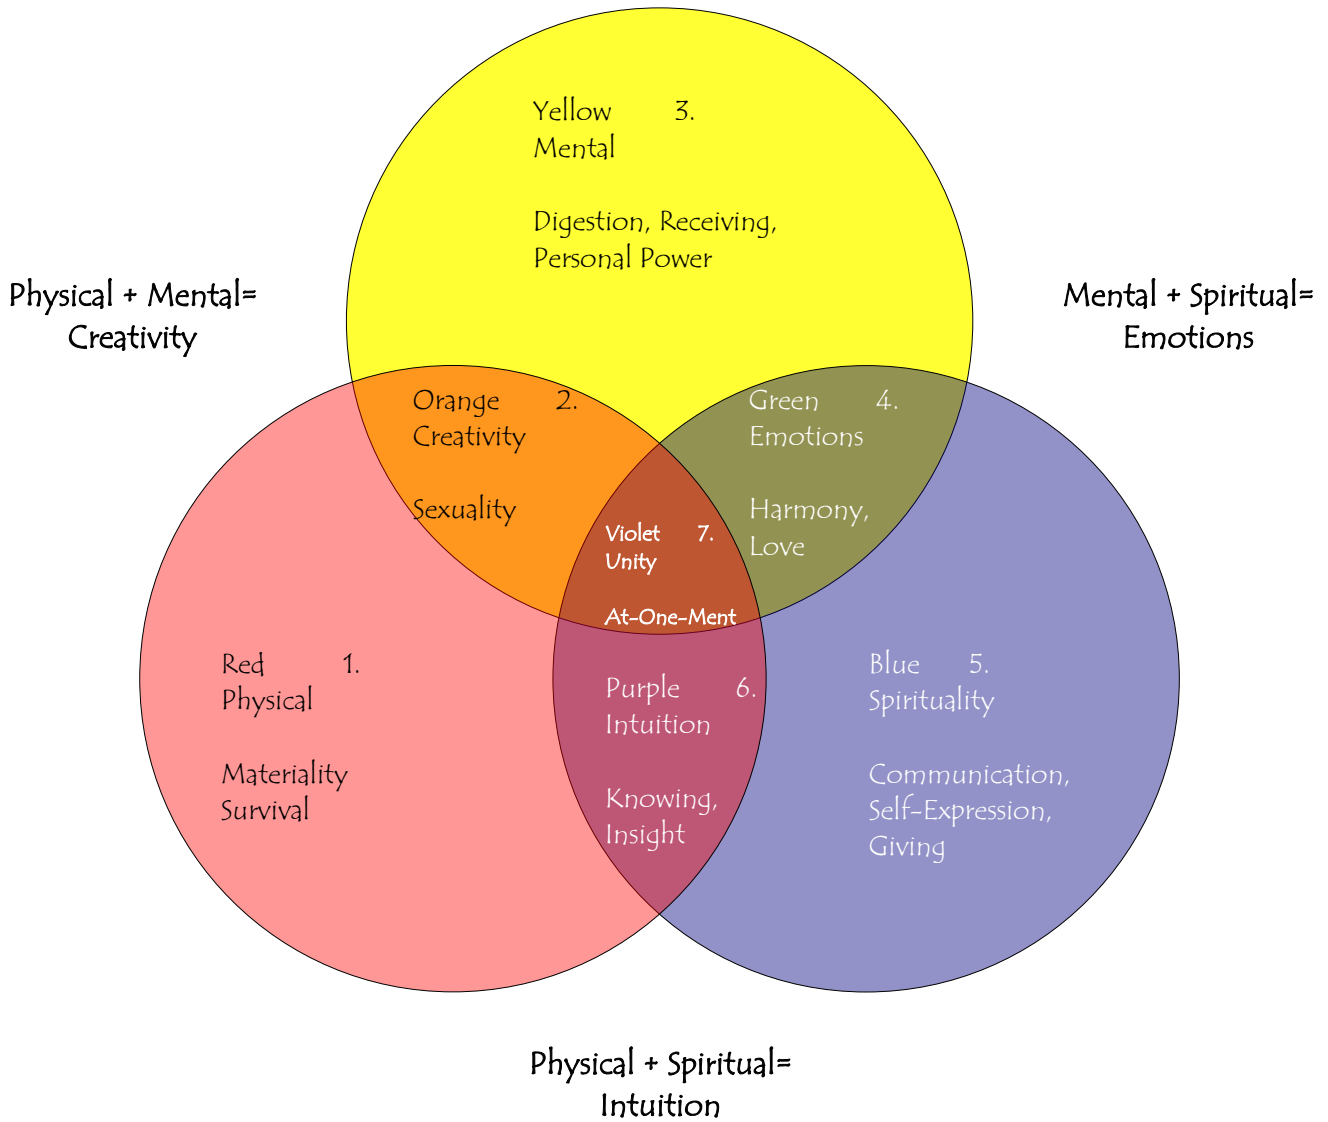 Yellow 3.
Mental
Digestion, Receiving,
Personal Power
Physical + Mental=
Creativity
Mental + Spiritual=
Emotions
Orange 2.
Creativity
Sexuality
Green 4.
Emotions
Harmony,
Love
Violet 7.
Unity
At-One-Ment
Red 1.
Physical
Materiality
Survival
Purple 6.
Intuition
Knowing,
Insight
Blue 5.
Spirituality
Communication,
Self-Expression,
Giving
Physical + Spiritual=
Intuition